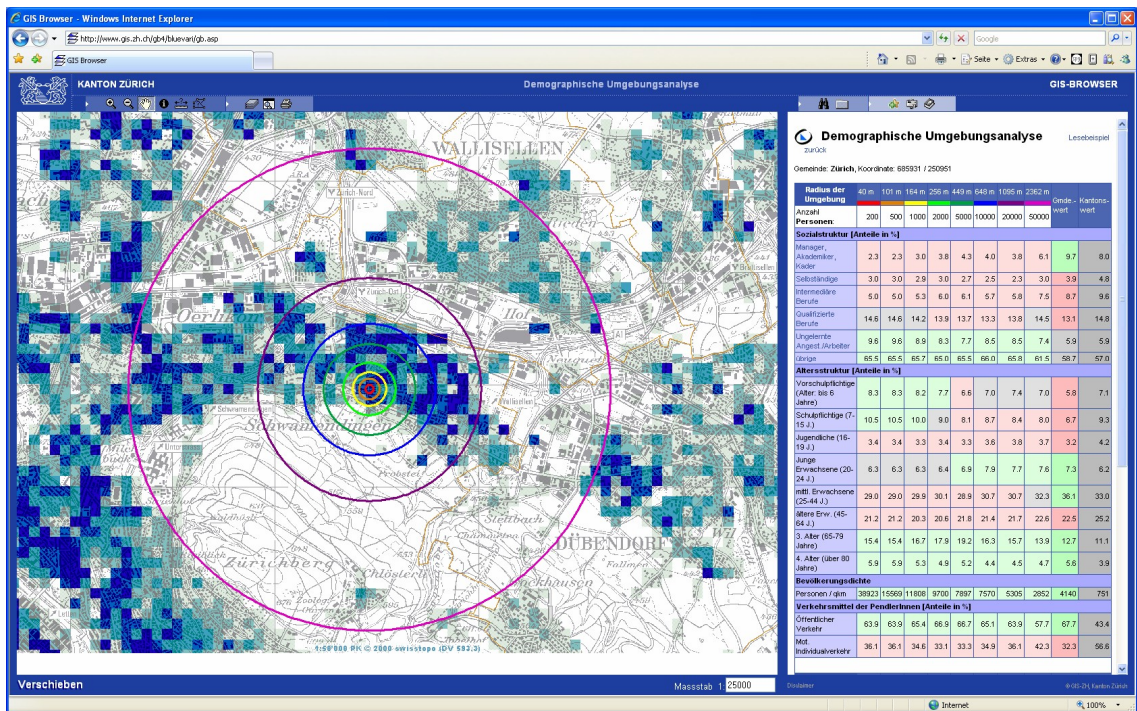 GIS Browser - Windows Internet Explorer
http://www.gis.zh.ch/gb4/bluevari/gb.asp
Google
GIS Browser
Seite
Extras
KANTON ZÜRICH
Demographische Umgebungsanalyse
GIS-BROWSER
WALLISELLEN
Zürich-Nord
Zürich-Ost
Oerli
Hof
Schwamendingen
Schwamendingen
Wallisellen
Brüttisellen
Probstei
Stettbach
DÜBENDORF
Zürichberg
Chlösterli
Gockhausen
Wil
1:50'000 PK © 2000 swisstopo (DV 583.3)
Demographische Umgebungsanalyse
Lesebeispiel
zurück
Gemeinde: Zürich, Koordinate: 685931 / 250951
Radius der Umgebung 40 m 101 m 164 m 256 m 449 m 648 m 1095 m 2362 m Gmde.-wert Kantons-wert
Anzahl Personen: 200 500 1000 2000 5000 10000 20000 50000
Sozialstruktur [Anteile in %]
Manager, Akademiker, Kader 2.3 2.3 3.0 3.8 4.3 4.0 3.8 6.1 9.7 8.0
Selbständige 3.0 3.0 2.9 3.0 2.7 2.5 2.3 3.0 3.9 4.8
Intermediäre Berufe 5.0 5.0 5.3 6.0 6.1 5.7 5.8 7.5 8.7 9.6
Qualifizierte Berufe 14.6 14.6 14.2 13.9 13.7 13.3 13.8 14.5 13.1 14.8
Ungelernte Angest./Arbeiter 9.6 9.6 8.9 8.3 7.7 8.5 8.5 7.4 5.9 5.9
übrige 65.5 65.5 65.7 65.0 65.5 66.0 65.8 61.5 58.7 57.0
Altersstruktur [Anteile in %]
Vorschulpflichtige (Alter: bis 6 Jahre) 8.3 8.3 8.2 7.7 6.6 7.0 7.4 7.0 5.8 7.1
Schulpflichtige (7-15 J.) 10.5 10.5 10.0 9.0 8.1 8.7 8.4 8.0 6.7 9.3
Jugendliche (16-19 J.) 3.4 3.4 3.3 3.4 3.3 3.6 3.8 3.7 3.2 4.2
Junge Erwachsene (20-24 J.) 6.3 6.3 6.3 6.4 6.9 7.9 7.7 7.6 7.3 6.2
mittl. Erwachsene (25-44 J.) 29.0 29.0 29.9 30.1 28.9 30.7 30.7 32.3 36.1 33.0
ältere Erw. (45-64 J.) 21.2 21.2 20.3 20.6 21.8 21.4 21.7 22.6 22.5 25.2
3. Alter (65-79 Jahre) 15.4 15.4 16.7 17.9 19.2 16.3 15.7 13.9 12.7 11.1
4. Alter (über 80 Jahre) 5.9 5.9 5.3 4.9 5.2 4.4 4.5 4.7 5.6 3.9
Bevölkerungsdichte
Personen / qkm 38923 15569 11808 9700 7897 7570 5305 2852 4140 751
Verkehrsmittel der PendlerInnen [Anteile in %]
Öffentlicher Verkehr 63.9 63.9 65.4 66.9 66.7 65.1 63.9 57.7 67.7 43.4
Mot. Individualverkehr 36.1 36.1 34.6 33.1 33.3 34.9 36.1 42.3 32.3 56.6
Verschieben
Massstab 1: 25000
Disclaimer
© GIS-ZH, Kanton Zürich
Internet
100%